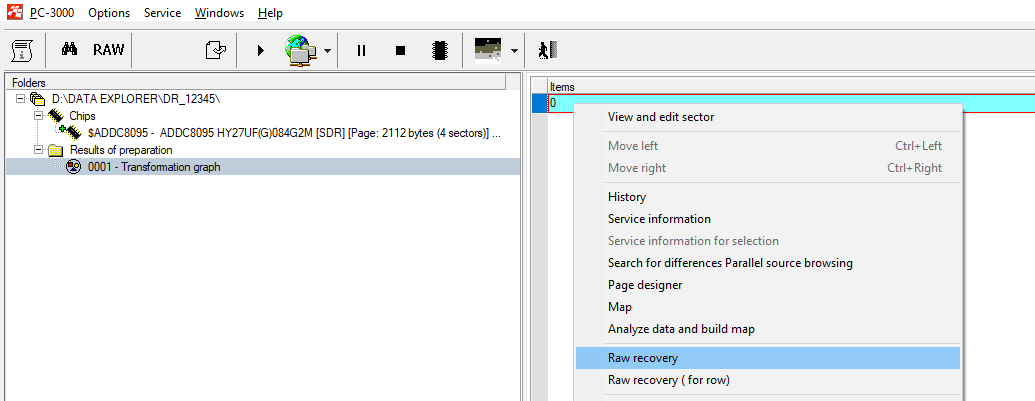 PC-3000 Options Service Windows Help
RAW
Folders
D:\DATA EXPLORER\DR_12345\
Chips
$ADDC8095 - ADDC8095 HY27UF(G)084G2M [SDR] [Page: 2112 bytes (4 sectors)] ...
Results of preparation
0001 - Transformation graph
Items
0
View and edit sector
Move left Ctrl+Left
Move right Ctrl+Right
History
Service information
Service information for selection
Search for differences Parallel source browsing
Page designer
Map
Analyze data and build map
Raw recovery
Raw recovery ( for row)